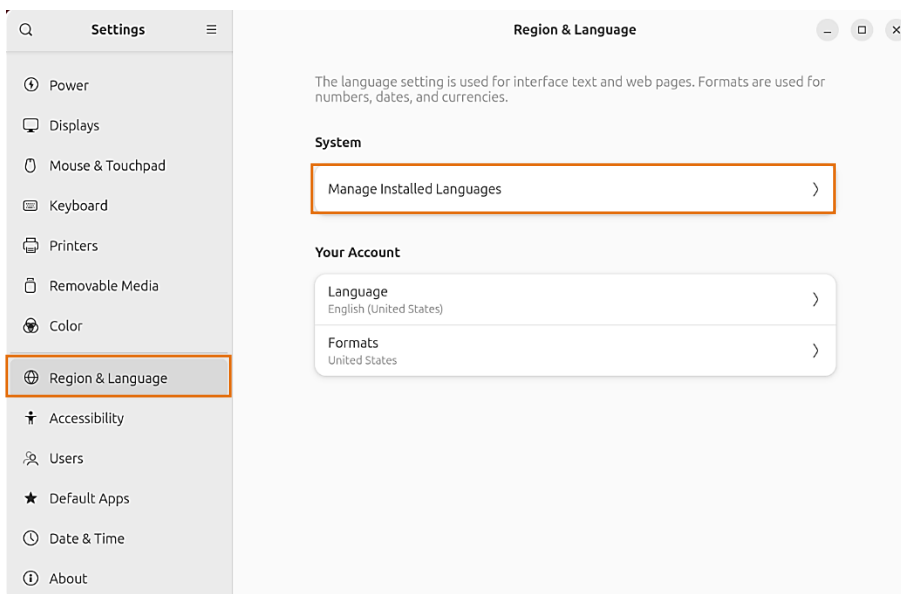 Settings
Power
Displays
Mouse & Touchpad
Keyboard
Printers
Removable Media
Color
Region & Language
Accessibility
Users
Default Apps
Date & Time
About
Region & Language
The language setting is used for interface text and web pages. Formats are used for
numbers, dates, and currencies.
System
Manage Installed Languages
Your Account
Language
English (United States)
Formats
United States